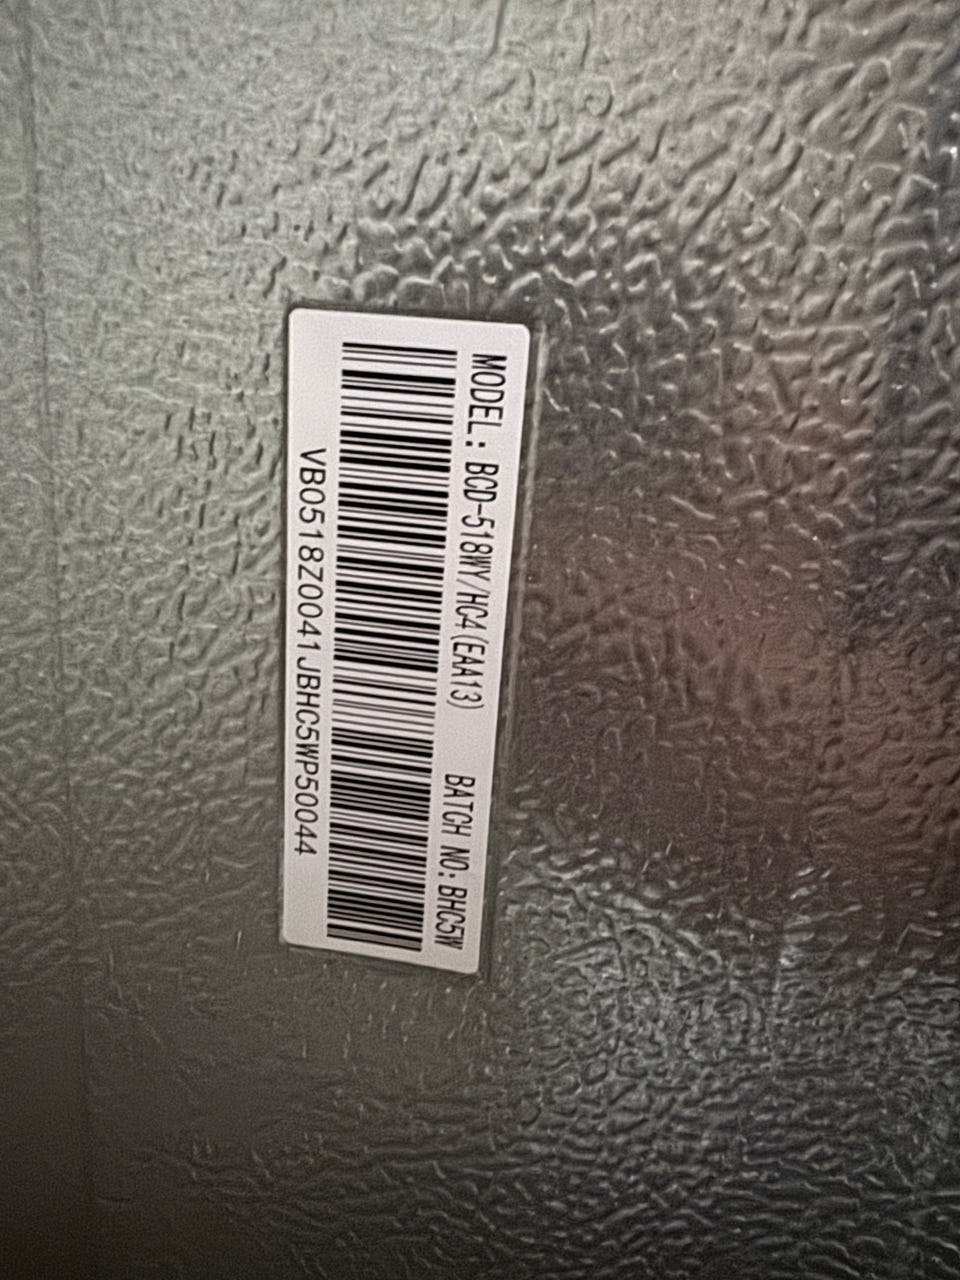 MODEL: BCD-518WY/HC4(EAA13) BATCH NO: BHC5W
VB0518Z0041JBHC5WP50044